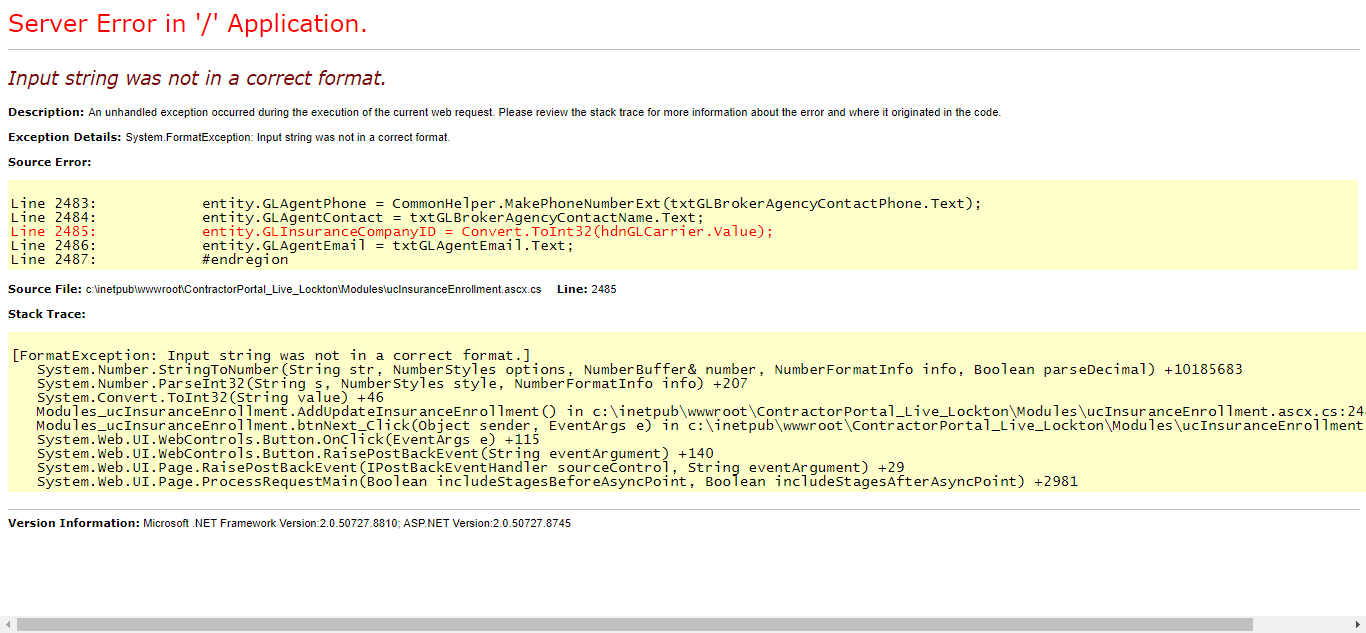 Server Error in '/' Application.
Input string was not in a correct format.
Description: An unhandled exception occurred during the execution of the current web request. Please review the stack trace for more information about the error and where it originated in the code.
Exception Details: System.FormatException: Input string was not in a correct format.
Source Error:
Line 2483:             entity.GLAgentPhone = CommonHelper.MakePhoneNumberExt(txtGLBrokerAgencyContactPhone.Text);
Line 2484:             entity.GLAgentContact = txtGLBrokerAgencyContactName.Text;
Line 2485:             entity.GLInsuranceCompanyID = Convert.ToInt32(hdnGLCarrier.Value);
Line 2486:             entity.GLAgentEmail = txtGLAgentEmail.Text;
Line 2487:             #endregion
Source File: c:\inetpub\wwwroot\ContractorPortal_Live_Lockton\Modules\ucInsuranceEnrollment.ascx.cs    Line: 2485
Stack Trace:
[FormatException: Input string was not in a correct format.]
   System.Number.StringToNumber(String str, NumberStyles options, NumberBuffer& number, NumberFormatInfo info, Boolean parseDecimal) +10185683
   System.Number.ParseInt32(String s, NumberStyles style, NumberFormatInfo info) +207
   System.Convert.ToInt32(String value) +46
   Modules_ucInsuranceEnrollment.AddUpdateInsuranceEnrollment() in c:\inetpub\wwwroot\ContractorPortal_Live_Lockton\Modules\ucInsuranceEnrollment.ascx.cs:24
   Modules_ucInsuranceEnrollment.btnNext_Click(Object sender, EventArgs e) in c:\inetpub\wwwroot\ContractorPortal_Live_Lockton\Modules\ucInsuranceEnrollment
   System.Web.UI.WebControls.Button.OnClick(EventArgs e) +115
   System.Web.UI.WebControls.Button.RaisePostBackEvent(String eventArgument) +140
   System.Web.UI.Page.RaisePostBackEvent(IPostBackEventHandler sourceControl, String eventArgument) +29
   System.Web.UI.Page.ProcessRequestMain(Boolean includeStagesBeforeAsyncPoint, Boolean includeStagesAfterAsyncPoint) +2981
Version Information: Microsoft .NET Framework Version:2.0.50727.8810; ASP.NET Version:2.0.50727.8745